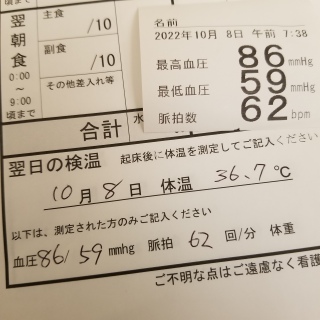 翌朝食
0:00
~
9:00
頃まで
主食
/10
副食
/10
その他差入れ等
合計
水
名前
2022年10月 8日 午前 7:38
最高血圧 86 mmHg
最低血圧 59 mmHg
脈拍数 62 bpm
翌日の検温 起床後に体温を測定してご記入ください
10月8日 体温 36.7℃
以下は、測定された方のみご記入ください
血圧86/59mmhg 脈拍 62 回/分 体重
ご不明な点はご遠慮なく看護